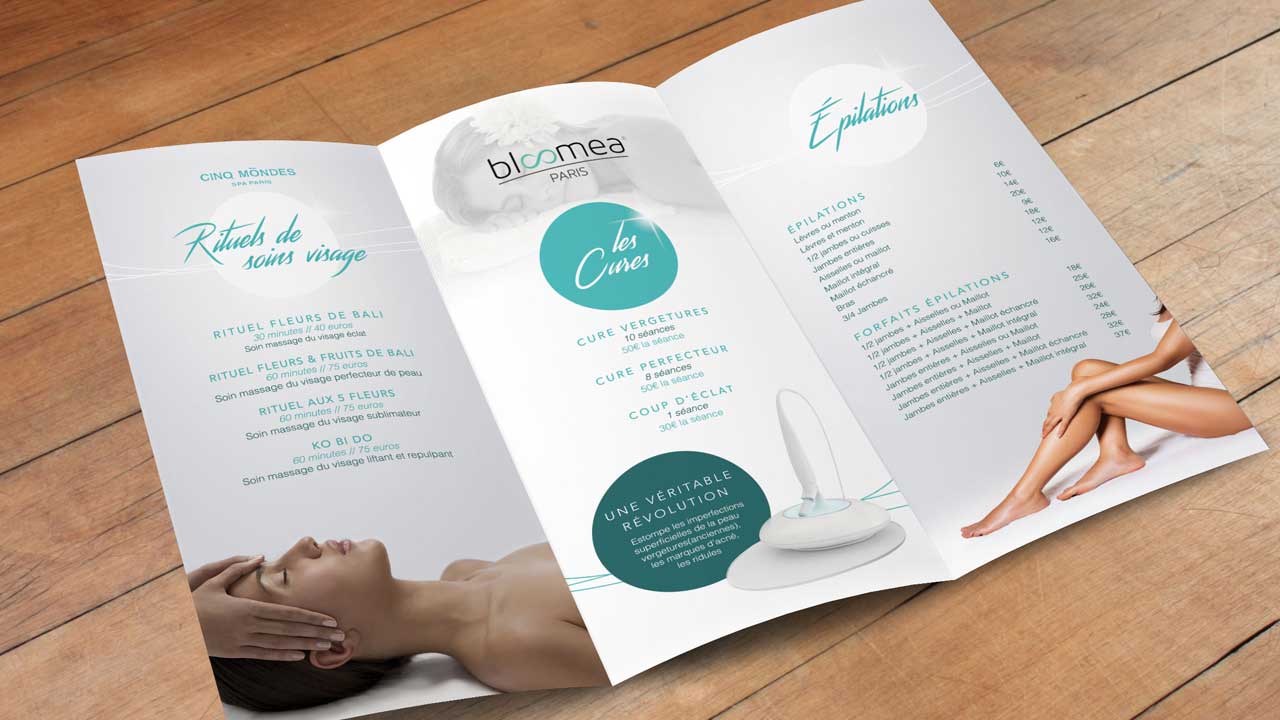 CINQ MÖNDES
SPA PARIS
Rituels de
soins visage
RITUEL FLEURS DE BALI
30 minutes // 40 euros
Soin massage du visage éclat
RITUEL FLEURS & FRUITS DE BALI
60 minutes // 75 euros
Soin massage du visage perfecteur de peau
RITUEL AUX 5 FLEURS
60 minutes // 75 euros
Soin massage du visage sublimateur
KO BI DO
60 minutes // 75 euros
Soin massage du visage liftant et repulpant
bloomea®
PARIS
les
Cures
CURE VERGETURES
10 séances
50€ la séance
CURE PERFECTEUR
8 séances
50€ la séance
COUP D'ÉCLAT
1 séance
30€ la séance
UNE VÉRITABLE
RÉVOLUTION
Estompe les imperfections
superficielles de la peau
vergetures(anciennes),
les marques d'acné,
les ridules
Épilations
ÉPILATIONS
Lèvres ou menton 6€
Lèvres et menton 10€
1/2 jambes ou cuisses 14€
Jambes entières 20€
Aisselles ou maillot 9€
Maillot intégral 18€
Maillot échancré 12€
Bras 12€
3/4 Jambes 16€
FORFAITS ÉPILATIONS
1/2 jambes + Aisselles ou Maillot 18€
1/2 jambes + Aisselles + Maillot 25€
1/2 jambes + Aisselles + Maillot échancré 26€
1/2 jambes + Aisselles + Maillot intégral 32€
Jambes entières + Aisselles ou Maillot 24€
Jambes entières + Aisselles + Maillot 28€
Jambes entières + Aisselles + Maillot échancré 32€
Jambes entières + Aisselles + Maillot intégral 37€